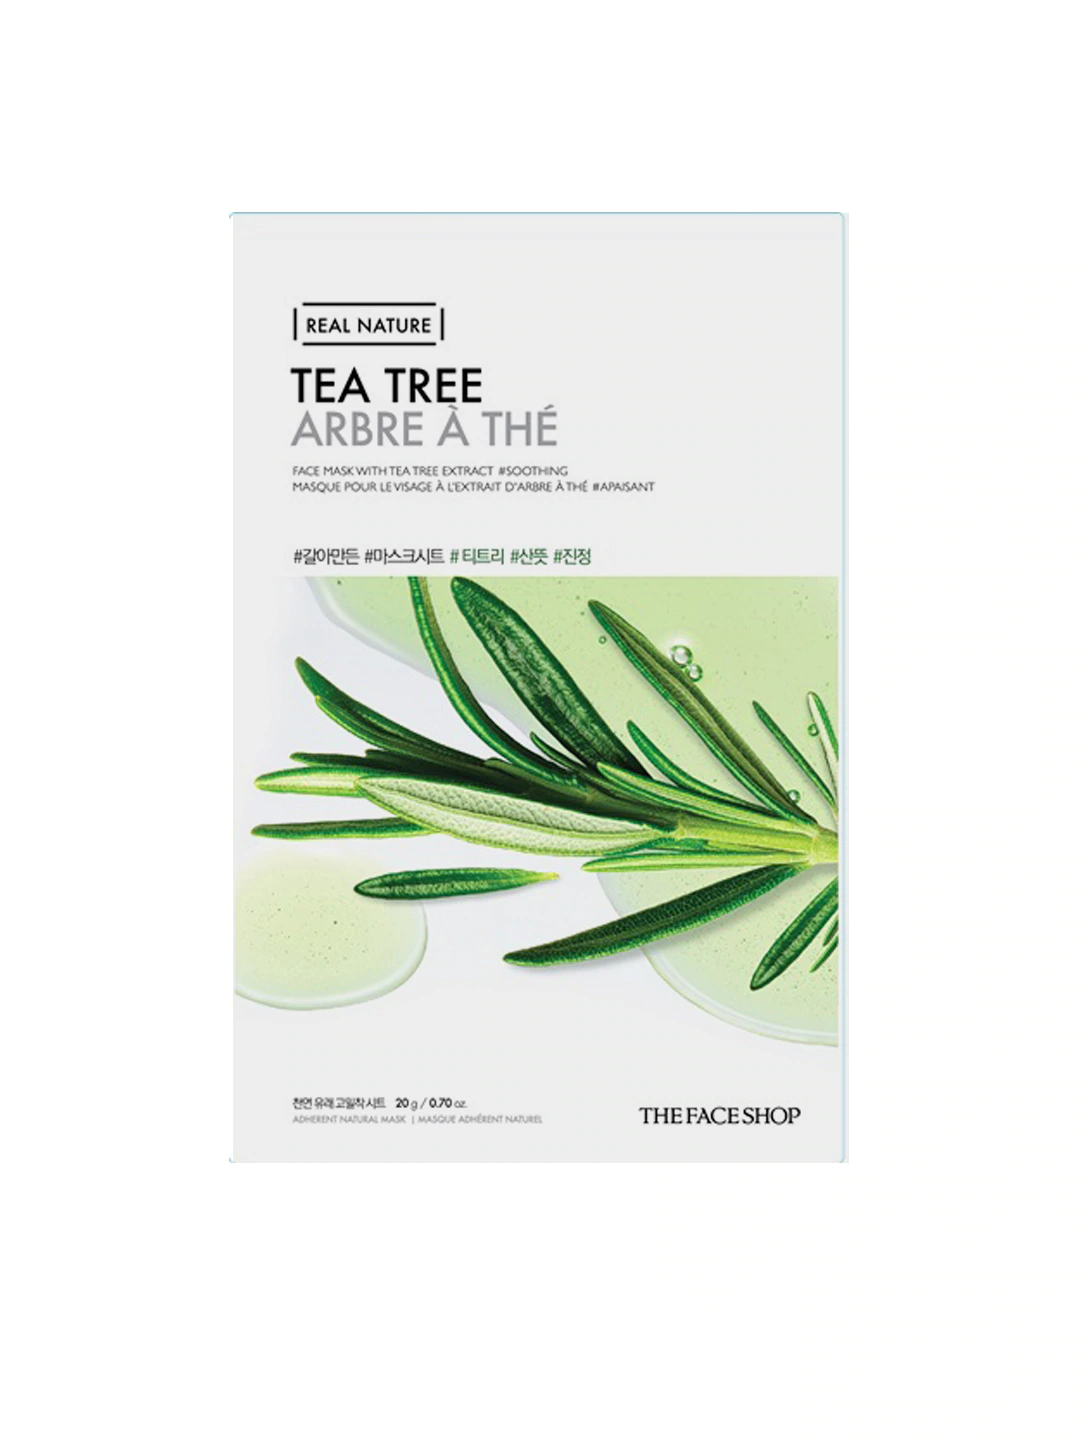 REAL NATURE
TEA TREE
ARBRE À THÉ
FACE MASK WITH TEA TREE EXTRACT #SOOTHING
MASQUE POUR LE VISAGE À L'EXTRAIT D'ARBRE À THÉ #APAISANT
#갈아만든 #마스크시트 #티트리 #산뜻 #진정
천연 유래 고밀착 시트 20 g / 0.70 oz.
ADHERENT NATURAL MASK | MASQUE ADHÉRENT NATUREL
THE FACE SHOP